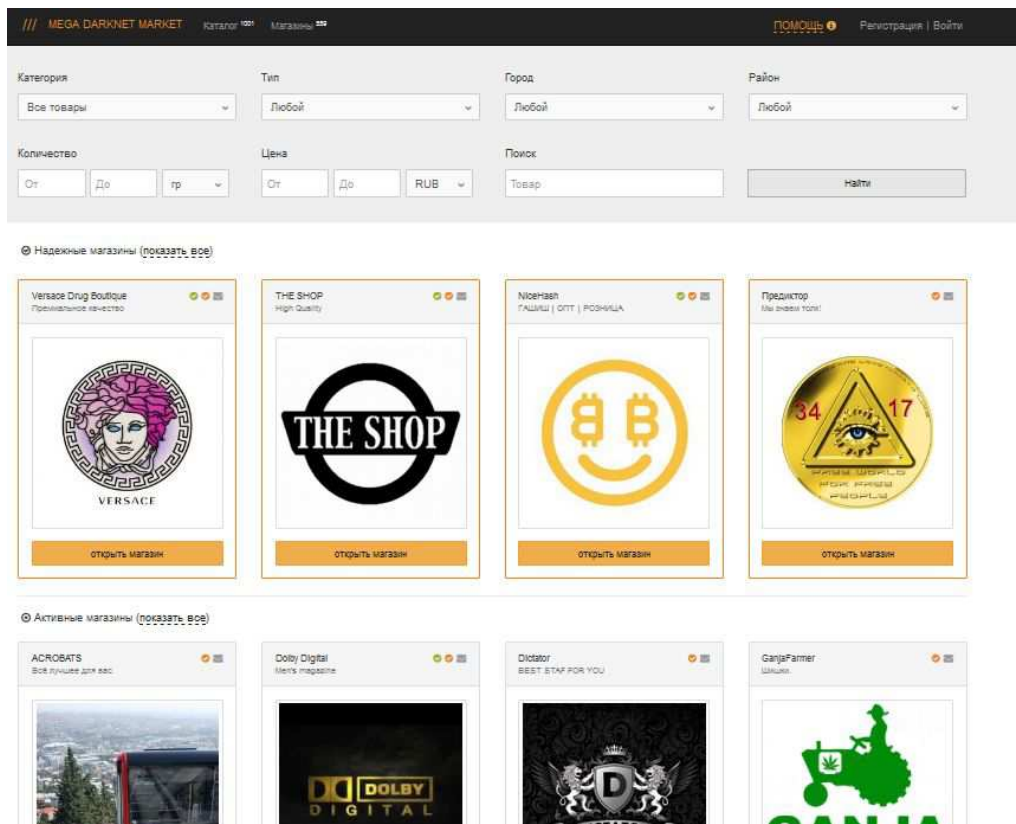 /// MEGA DARKNET MARKET Каталог 1001 Магазины 559 ПОМОЩЬ Регистрация | Войти
Категория Тип Город Район
Все товары Любой Любой Любой
Количество Цена Поиск
От До гр От До RUB Товар Найти
Надежные магазины (показать все)
Versace Drug Boutique THE SHOP NiceHash Предиктор
Премиальное качество High Quality ГАШИШ | ОПТ | РОЗНИЦА Мы знаем толк!
THE SHOP
34 17
VERSACE
открыть магазин открыть магазин открыть магазин открыть магазин
Активные магазины (показать все)
ACROBATS Dolby Digital Dictator GanjaFarmer
Всё лучшее для вас. Men's magazine BEST STAF FOR YOU Шишки.
DOLBY
DIGITAL
D
GANJA